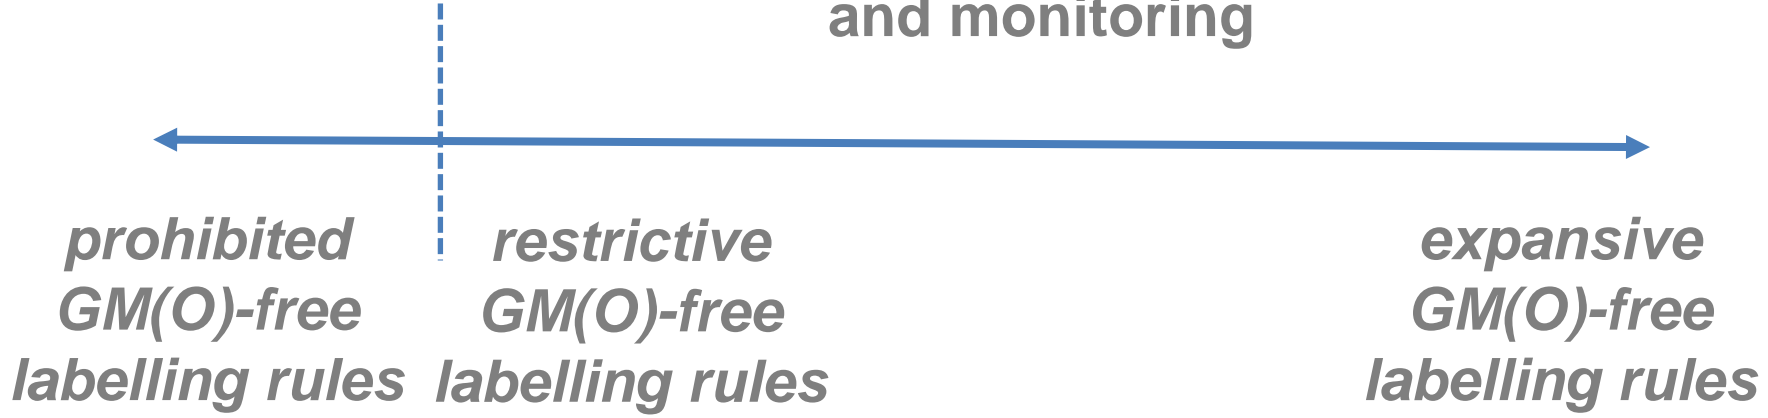 and monitoring
prohibited
GM(O)-free
labelling rules
restrictive
GM(O)-free
labelling rules
expansive
GM(O)-free
labelling rules